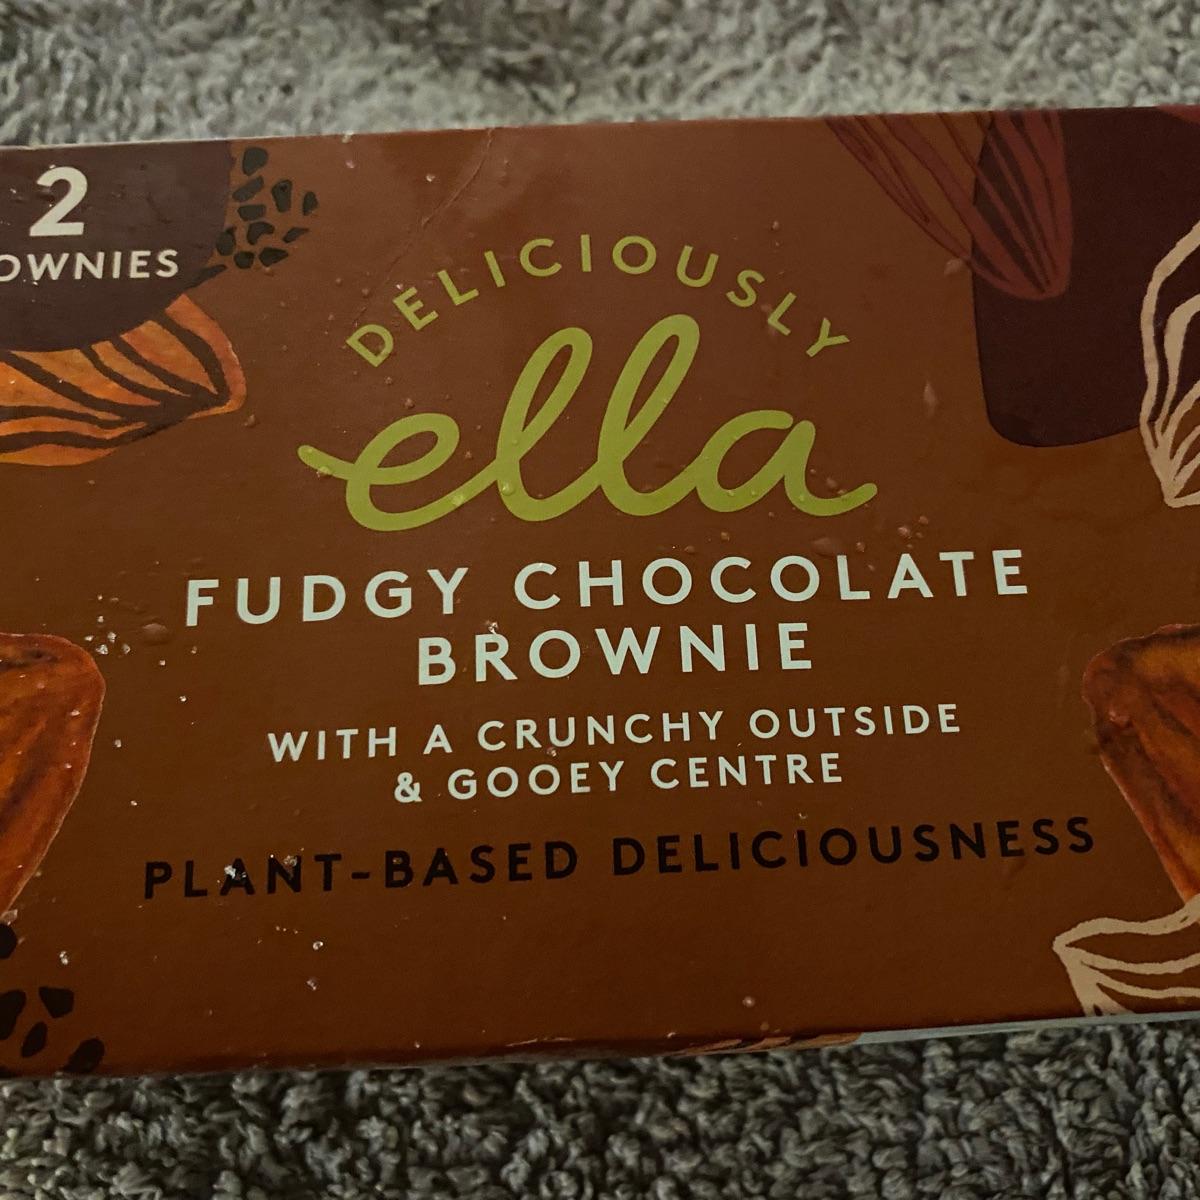 2
OWNIES
DELICIOUSLY
ella
FUDGY CHOCOLATE
BROWNIE
WITH A CRUNCHY OUTSIDE
& GOOEY CENTRE
PLANT-BASED DELICIOUSNESS